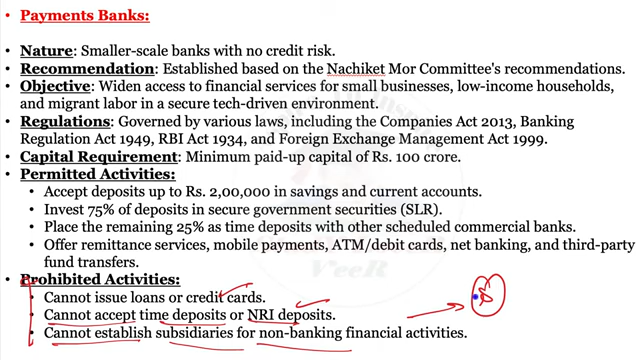 • Payments Banks:
• Nature: Smaller-scale banks with no credit risk.
• Recommendation: Established based on the Nachiket Mor Committee's recommendations.
• Objective: Widen access to financial services for small businesses, low-income households,
and migrant labor in a secure tech-driven environment.
• Regulations: Governed by various laws, including the Companies Act 2013, Banking
Regulation Act 1949, RBI Act 1934, and Foreign Exchange Management Act 1999.
• Capital Requirement: Minimum paid-up capital of Rs. 100 crore.
• Permitted Activities:
• Accept deposits up to Rs. 2,00,000 in savings and current accounts.
• Invest 75% of deposits in secure government securities (SLR).
• Place the remaining 25% as time deposits with other scheduled commercial banks.
• Offer remittance services, mobile payments, ATM/debit cards, net banking, and third-party
fund transfers.
• Prohibited Activities:
• Cannot issue loans or credit cards.
• Cannot accept time deposits or NRI deposits.
• Cannot establish subsidiaries for non-banking financial activities.